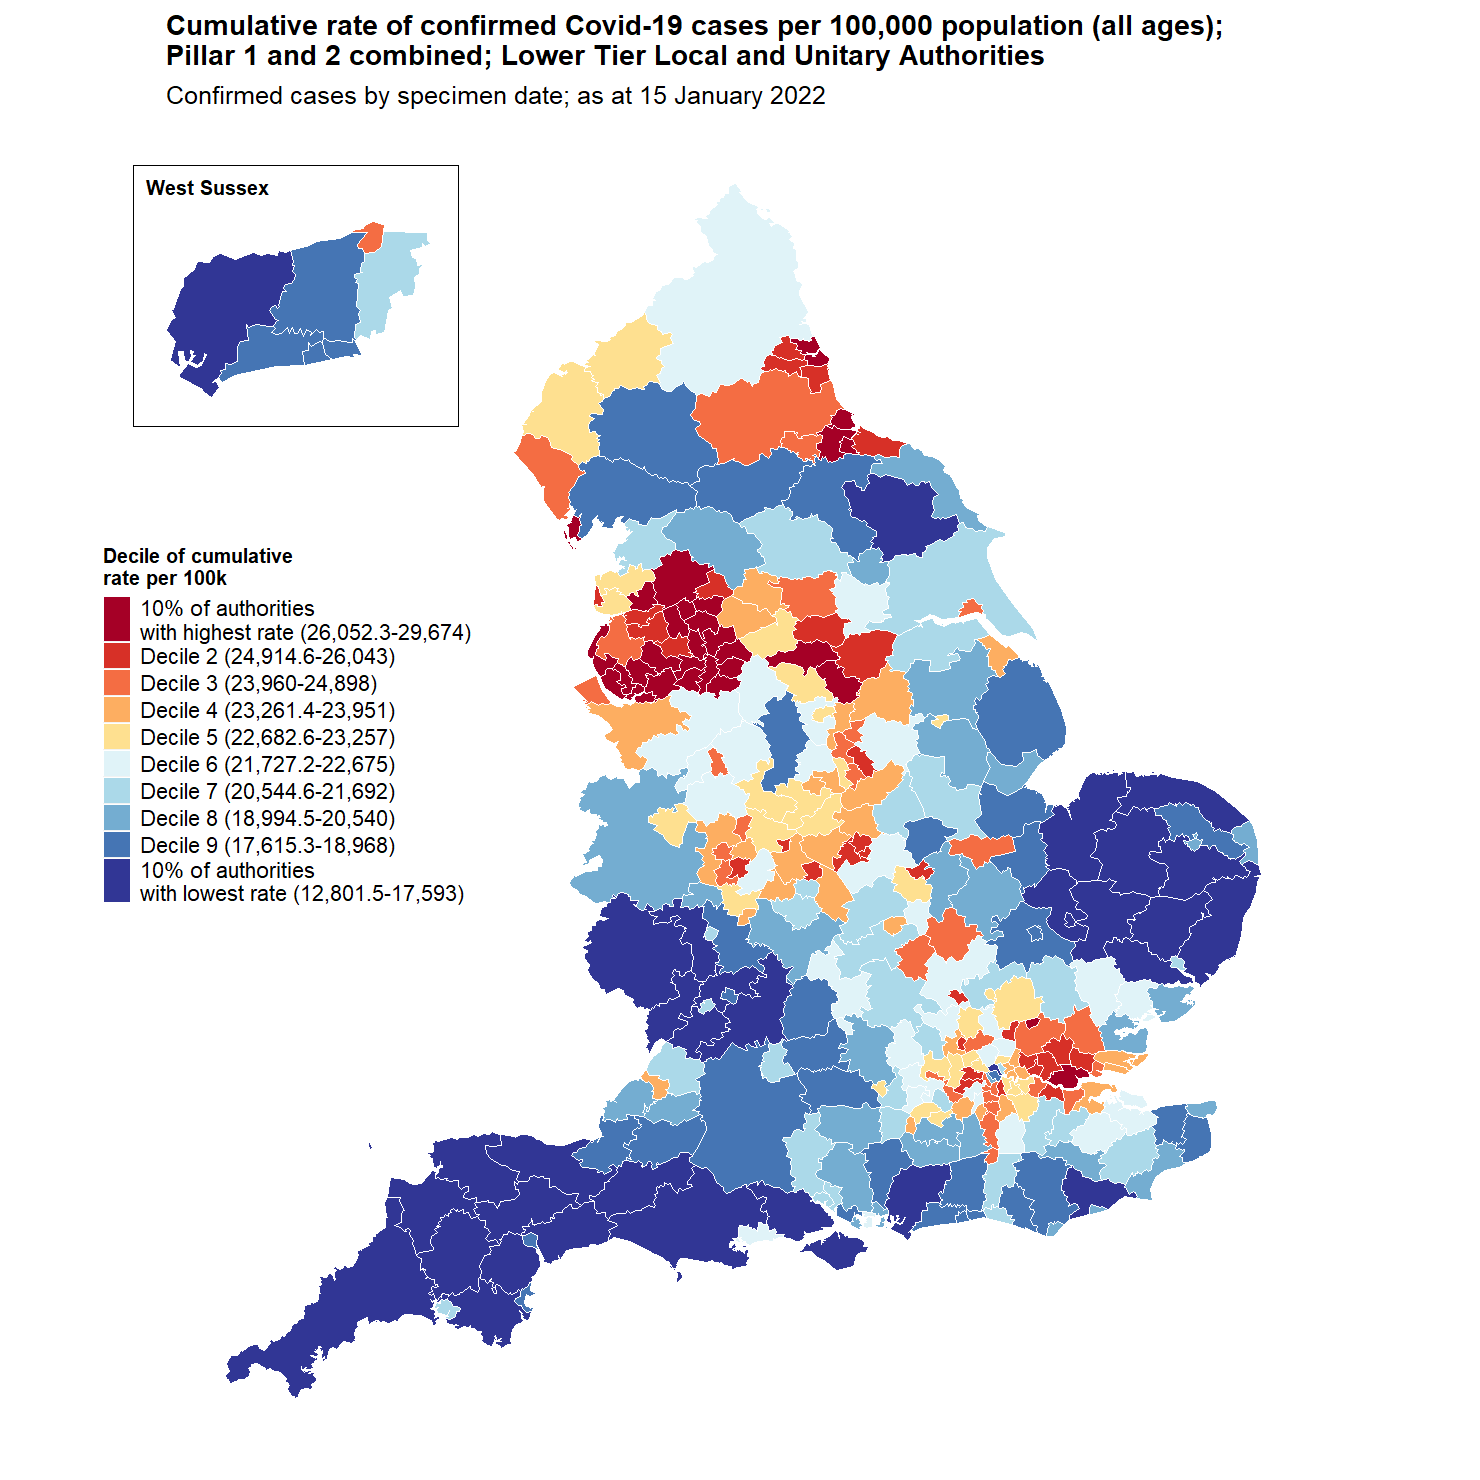 Cumulative rate of confirmed Covid-19 cases per 100,000 population (all ages);
Pillar 1 and 2 combined; Lower Tier Local and Unitary Authorities
Confirmed cases by specimen date; as at 15 January 2022
West Sussex
Decile of cumulative
rate per 100k
10% of authorities
with highest rate (26,052.3-29,674)
Decile 2 (24,914.6-26,043)
Decile 3 (23,960-24,898)
Decile 4 (23,261.4-23,951)
Decile 5 (22,682.6-23,257)
Decile 6 (21,727.2-22,675)
Decile 7 (20,544.6-21,692)
Decile 8 (18,994.5-20,540)
Decile 9 (17,615.3-18,968)
10% of authorities
with lowest rate (12,801.5-17,593)